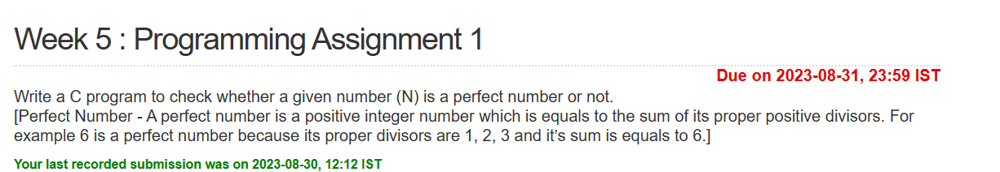 Week 5 : Programming Assignment 1
Due on 2023-08-31, 23:59 IST
Write a C program to check whether a given number (N) is a perfect number or not.
[Perfect Number - A perfect number is a positive integer number which is equals to the sum of its proper positive divisors. For
example 6 is a perfect number because its proper divisors are 1, 2, 3 and it’s sum is equals to 6.]
Your last recorded submission was on 2023-08-30, 12:12 IST